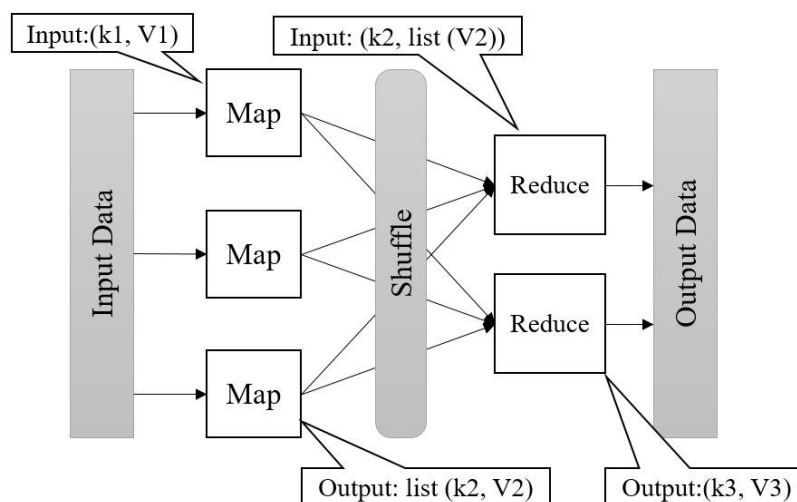 Input:(k1, V1)
Input: (k2, list (V2))
Input Data
Map
Map
Map
Shuffle
Reduce
Reduce
Output Data
Output: list (k2, V2)
Output:(k3, V3)